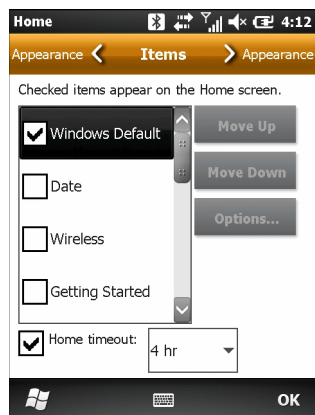 Home 4:12
Appearance Items Appearance
Checked items appear on the Home screen.
Windows Default
Date
Wireless
Getting Started
Move Up
Move Down
Options...
Home timeout: 4 hr
OK